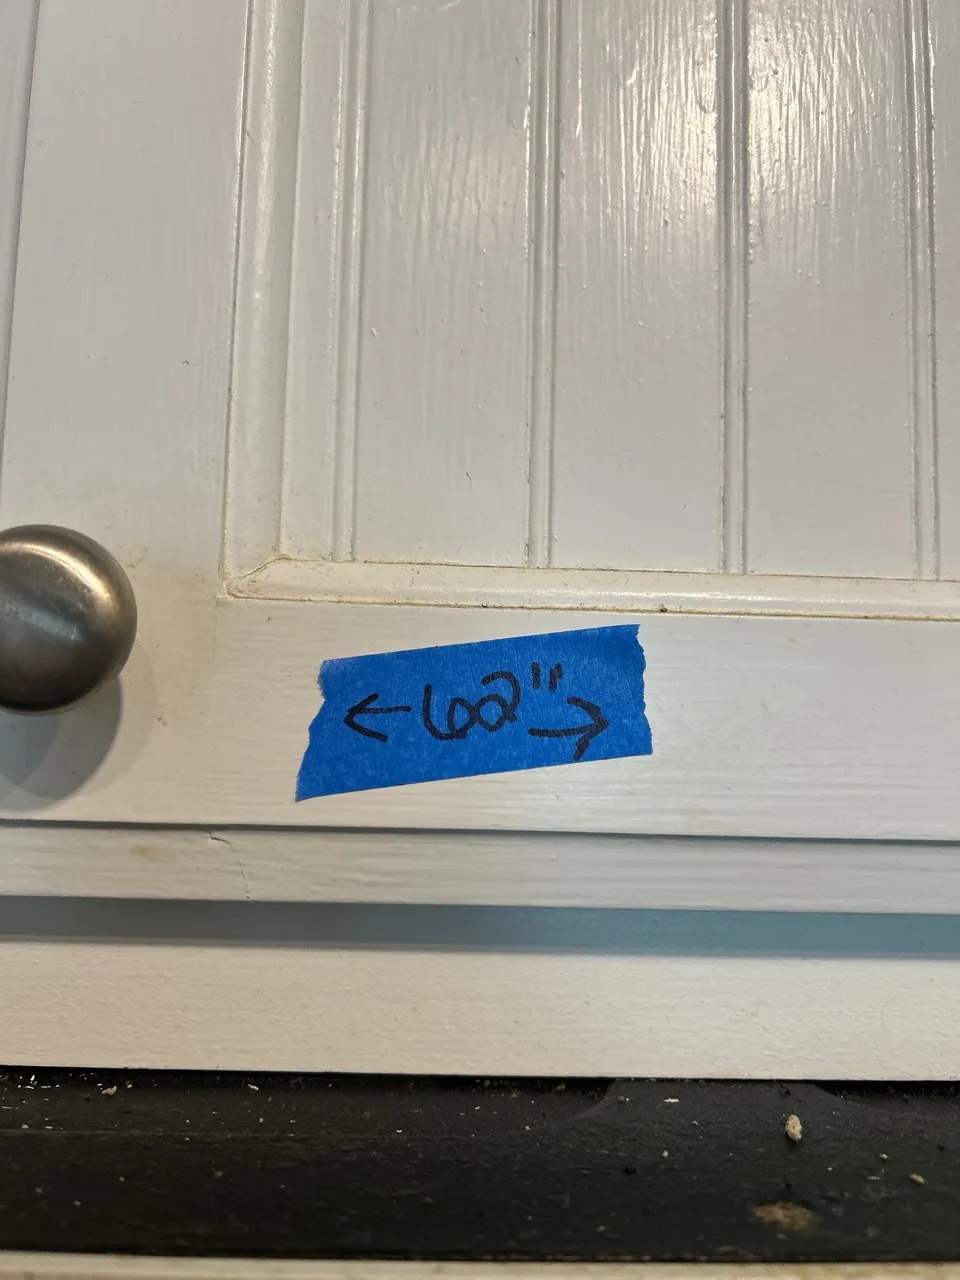 ← 62" →